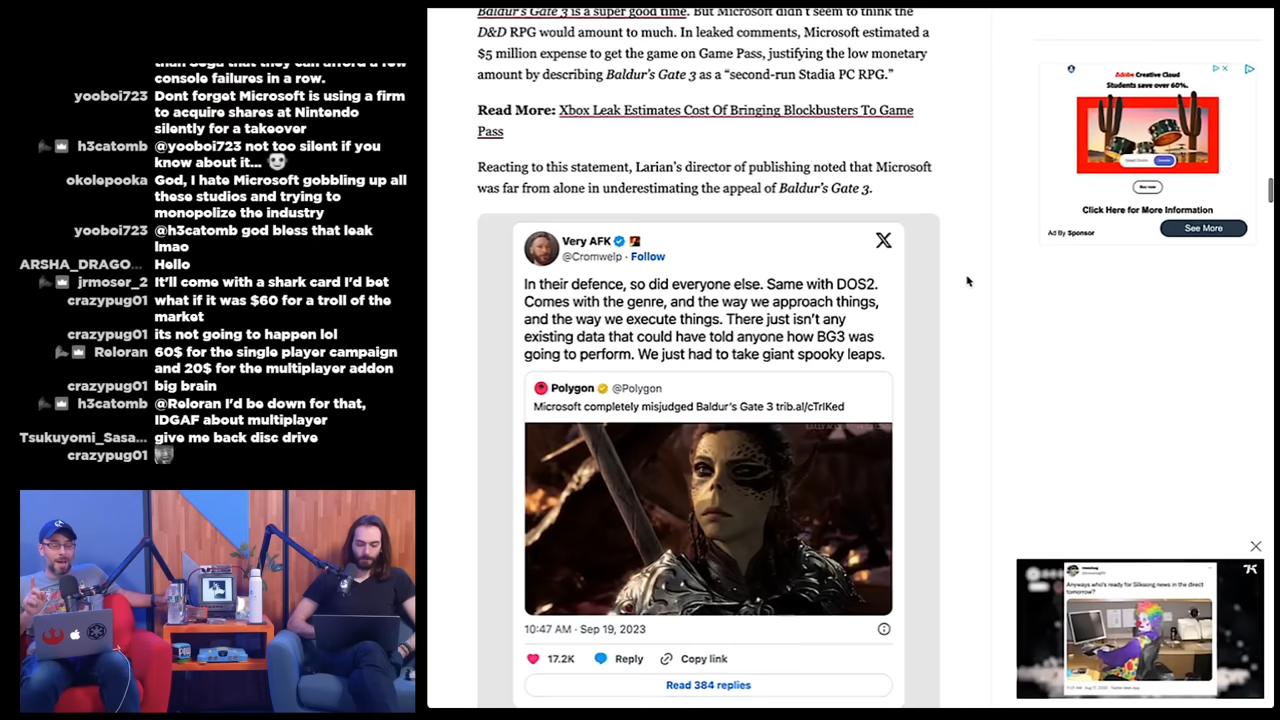 than Sega that they can afford a few
console failures in a row.
yooboi723 Dont forget Microsoft is using a firm
to acquire shares at Nintendo
silently for a takeover
h3catomb @yooboi723 not too silent if you
know about it...
okolepooka God, I hate Microsoft gobbling up all
these studios and trying to
monopolize the industry
yooboi723 @h3catomb god bless that leak
lmao
ARSHA_DRAGO... Hello
jrmoser_2 It'll come with a shark card I'd bet
crazypug01 what if it was $60 for a troll of the
market
crazypug01 its not going to happen lol
Reloran 60$ for the single player campaign
and 20$ for the multiplayer addon
crazypug01 big brain
h3catomb @Reloran I'd be down for that,
IDGAF about multiplayer
Tsukuyomi_Sasa... give me back disc drive
crazypug01
Baldur's Gate 3 is a super good time. But Microsoft didn't seem to think the
D&D RPG would amount to much. In leaked comments, Microsoft estimated a
$5 million expense to get the game on Game Pass, justifying the low monetary
amount by describing Baldur's Gate 3 as a “second-run Stadia PC RPG.”
Read More: Xbox Leak Estimates Cost Of Bringing Blockbusters To Game
Pass
Reacting to this statement, Larian's director of publishing noted that Microsoft
was far from alone in underestimating the appeal of Baldur's Gate 3.
Very AFK
@Cromwelp · Follow
In their defence, so did everyone else. Same with DOS2.
Comes with the genre, and the way we approach things,
and the way we execute things. There just isn't any
existing data that could have told anyone how BG3 was
going to perform. We just had to take giant spooky leaps.
Polygon @Polygon
Microsoft completely misjudged Baldur's Gate 3 trib.al/cTrlKed
10:47 AM · Sep 19, 2023
17.2K Reply Copy link
Read 384 replies
Adobe Creative Cloud
Students save over 60%.
Buy now
Click Here for More Information
Ad By Sponsor
See More
Anyways who's ready for Silksong news in the direct
tomorrow?